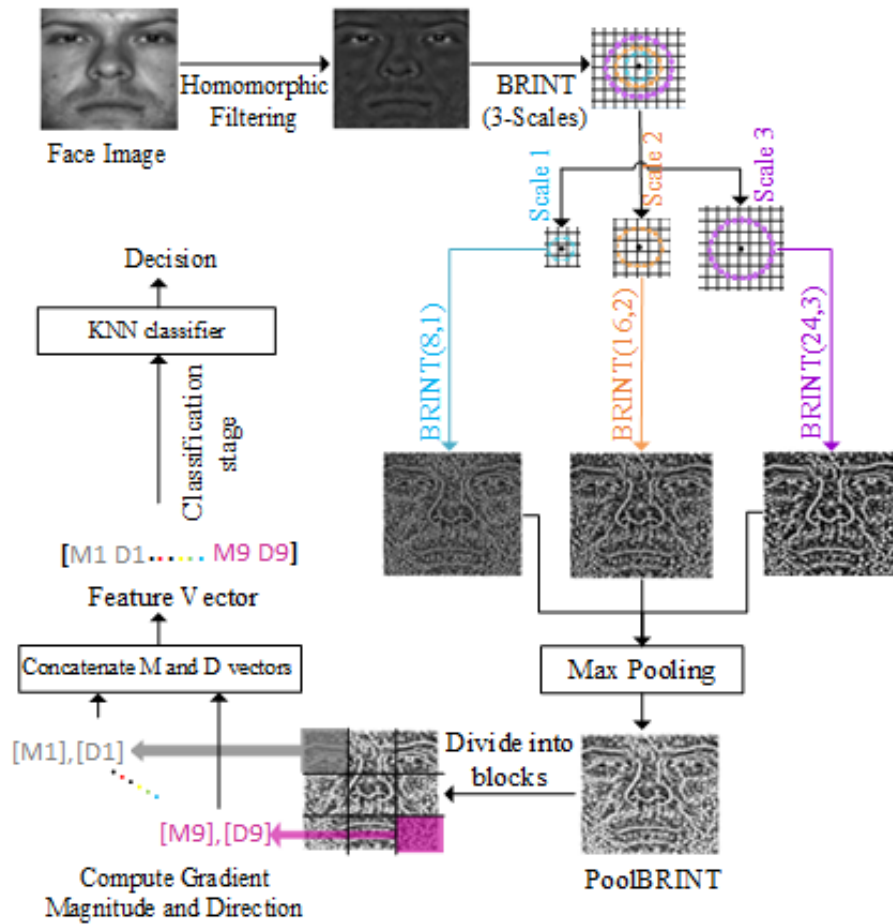 Face Image
Homomorphic
Filtering
BRINT
(3-Scales)
Scale 1
Scale 2
Scale 3
BRINT(8,1)
BRINT(16,2)
BRINT(24,3)
Max Pooling
PoolBRINT
Divide into
blocks
[M1],[D1]
[M9],[D9]
Compute Gradient
Magnitude and Direction
Concatenate M and D vectors
Feature Vector
[M1 D1...... M9 D9]
Classification
stage
KNN classifier
Decision